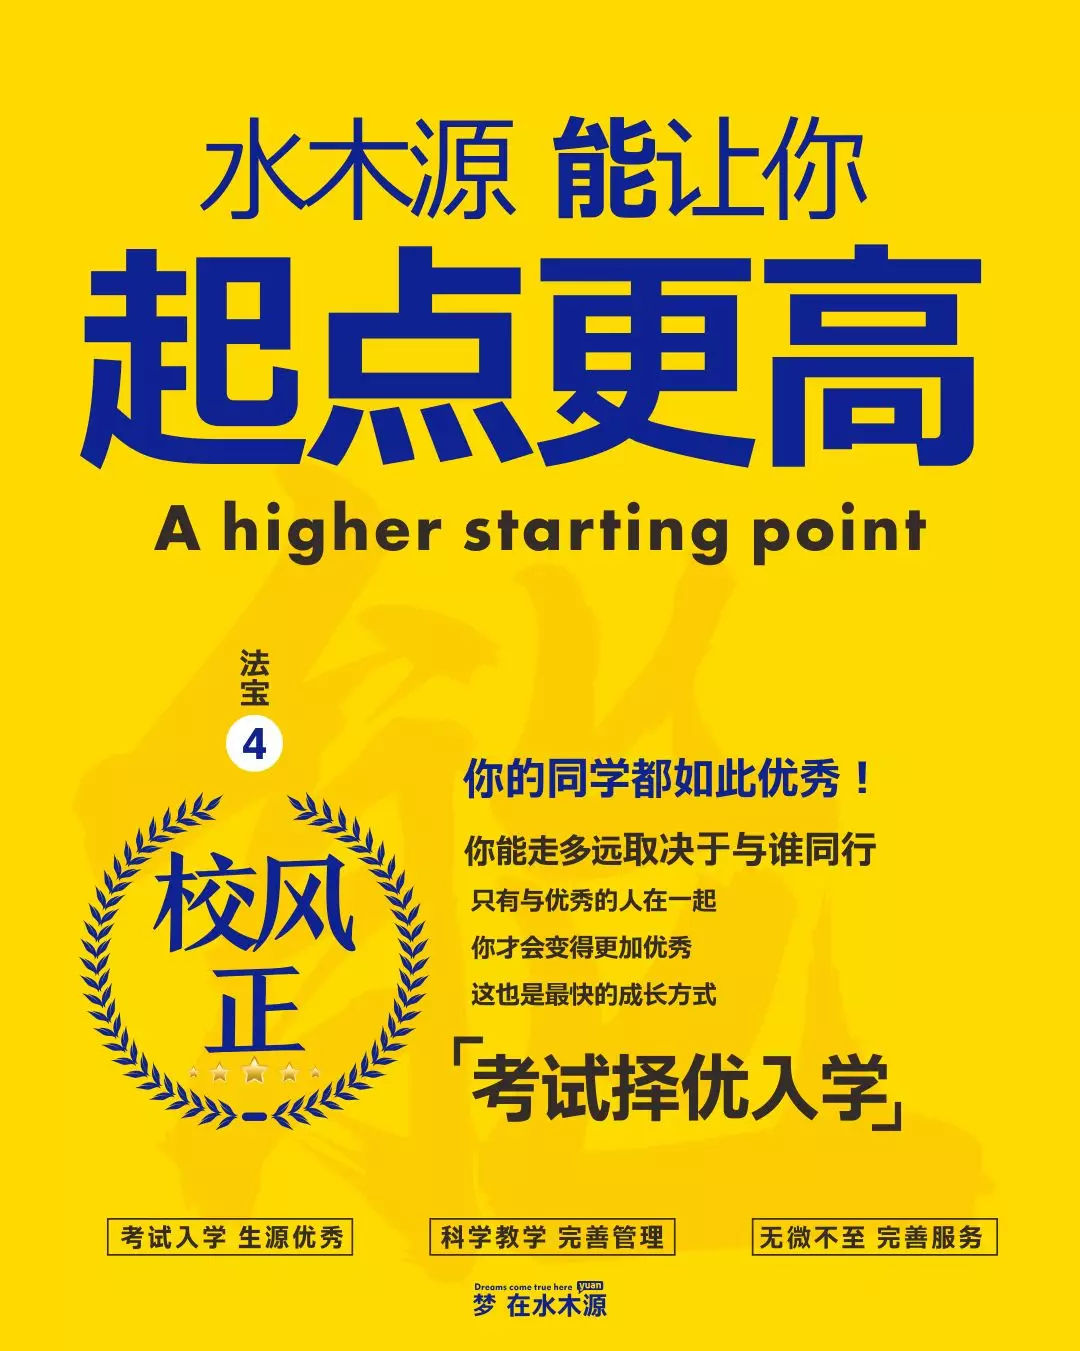 水木源 能让你
起点更高
A higher starting point
法宝
4
校风
正
你的同学都如此优秀！
你能走多远取决于与谁同行
只有与优秀的人在一起
你才会变得更加优秀
这也是最快的成长方式
「考试择优入学」
考试入学 生源优秀
科学教学 完善管理
无微不至 完善服务
Dreams come true here yuan
梦 在水木源